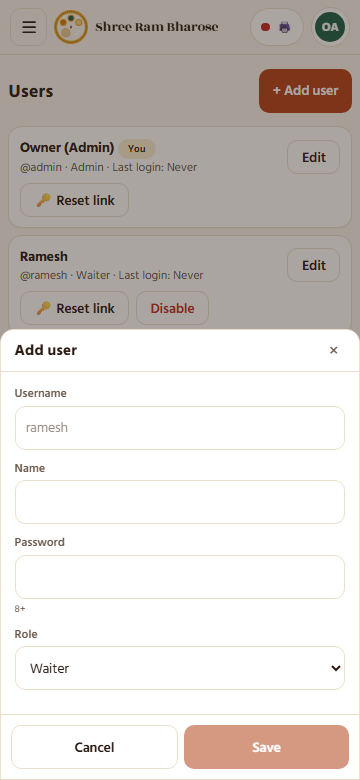 Shree Ram Bharose
OA
Users
+ Add user
Owner (Admin) You
@admin · Admin · Last login: Never
Edit
Reset link
Ramesh
@ramesh · Waiter · Last login: Never
Edit
Reset link
Disable
Add user
×
Username
ramesh
Name
Password
8+
Role
Waiter
Cancel
Save